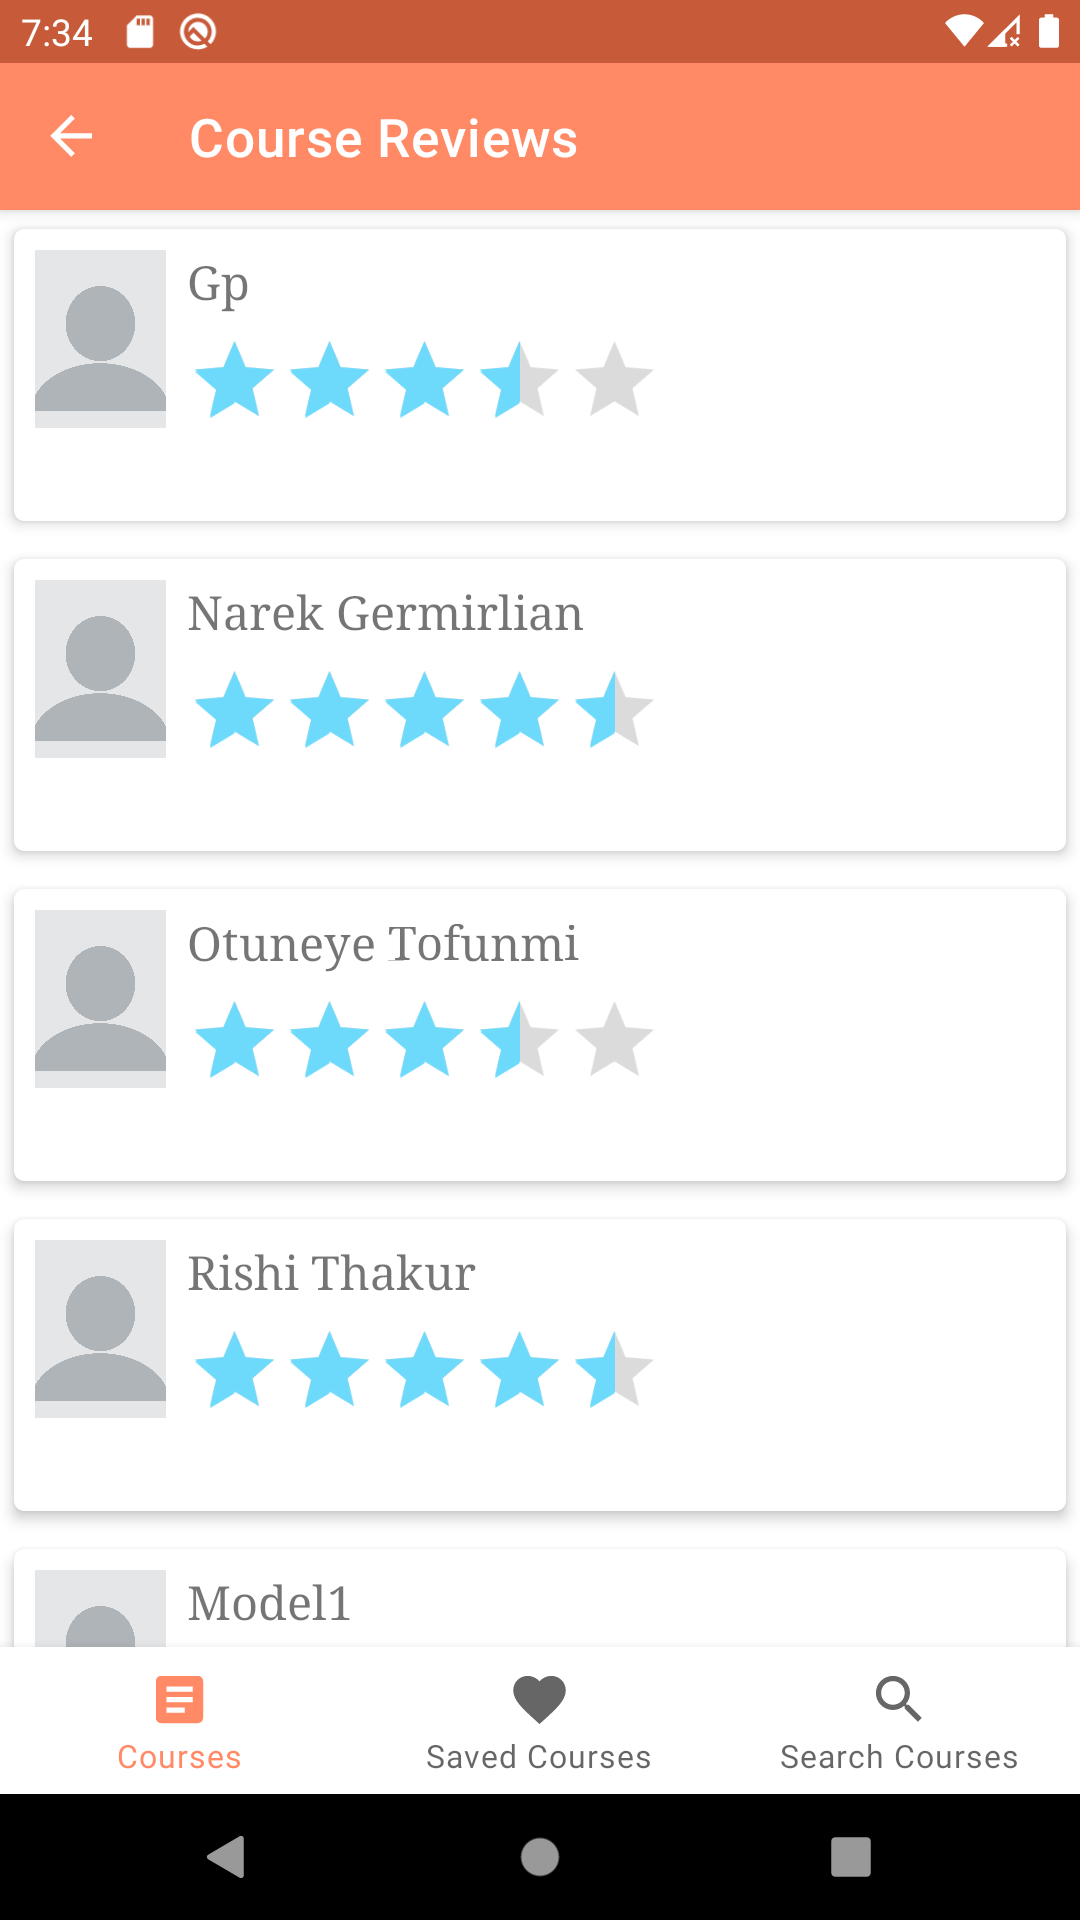 7:34
Course Reviews
Gp
Narek Germirlian
Otuneye Tofunmi
Rishi Thakur
Model1
Courses
Saved Courses
Search Courses